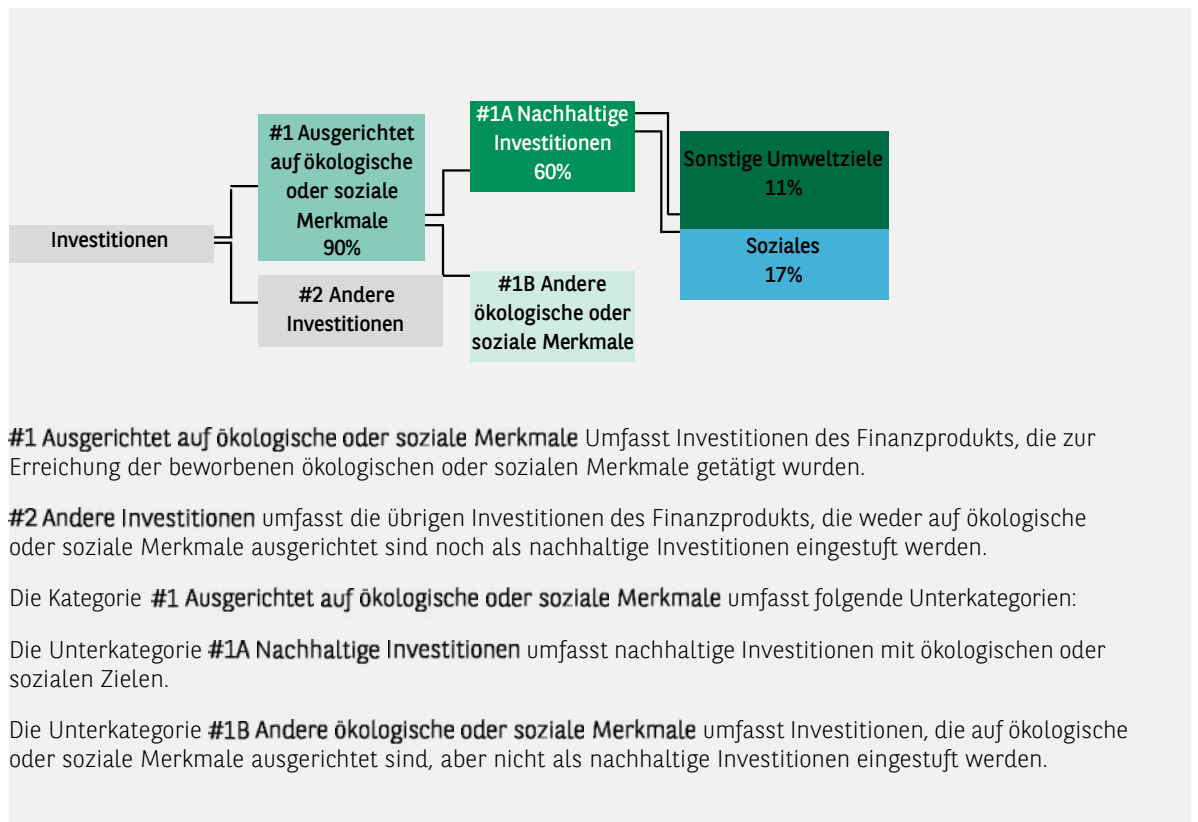 Investitionen
#1 Ausgerichtet
auf ökologische
oder soziale
Merkmale
90%
#2 Andere
Investitionen
#1A Nachhaltige
Investitionen
60%
#1B Andere
ökologische oder
soziale Merkmale
Sonstige Umweltziele
11%
Soziales
17%
#1 Ausgerichtet auf ökologische oder soziale Merkmale Umfasst Investitionen des Finanzprodukts, die zur
Erreichung der beworbenen ökologischen oder sozialen Merkmale getätigt wurden.
#2 Andere Investitionen umfasst die übrigen Investitionen des Finanzprodukts, die weder auf ökologische
oder soziale Merkmale ausgerichtet sind noch als nachhaltige Investitionen eingestuft werden.
Die Kategorie #1 Ausgerichtet auf ökologische oder soziale Merkmale umfasst folgende Unterkategorien:
Die Unterkategorie #1A Nachhaltige Investitionen umfasst nachhaltige Investitionen mit ökologischen oder
sozialen Zielen.
Die Unterkategorie #1B Andere ökologische oder soziale Merkmale umfasst Investitionen, die auf ökologische
oder soziale Merkmale ausgerichtet sind, aber nicht als nachhaltige Investitionen eingestuft werden.